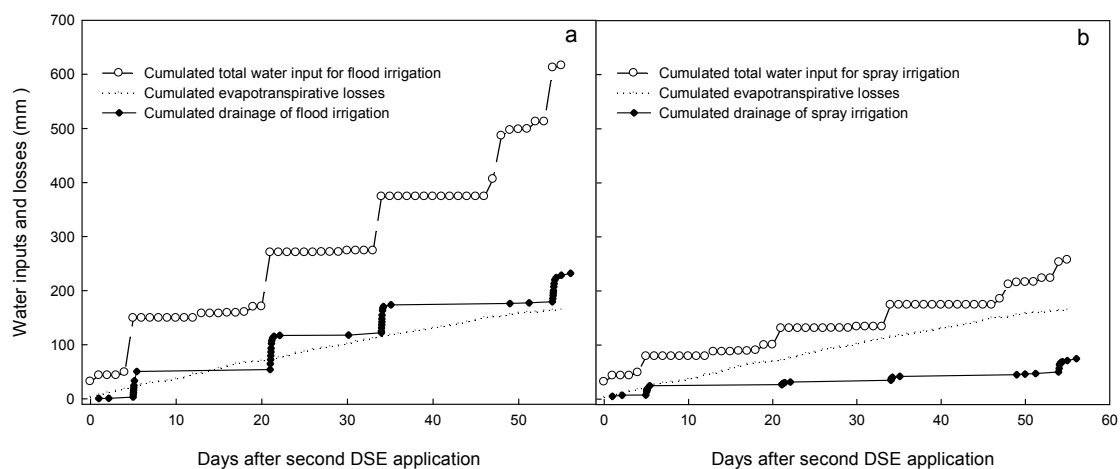 a
b
Cumulated total water input for flood irrigation
Cumulated evapotranspirative losses
Cumulated drainage of flood irrigation
Cumulated total water input for spray irrigation
Cumulated evapotranspirative losses
Cumulated drainage of spray irrigation
Water inputs and losses (mm )
700
600
500
400
300
200
100
0
0
10
20
30
40
50
0
10
20
30
40
50
60
Days after second DSE application
Days after second DSE application